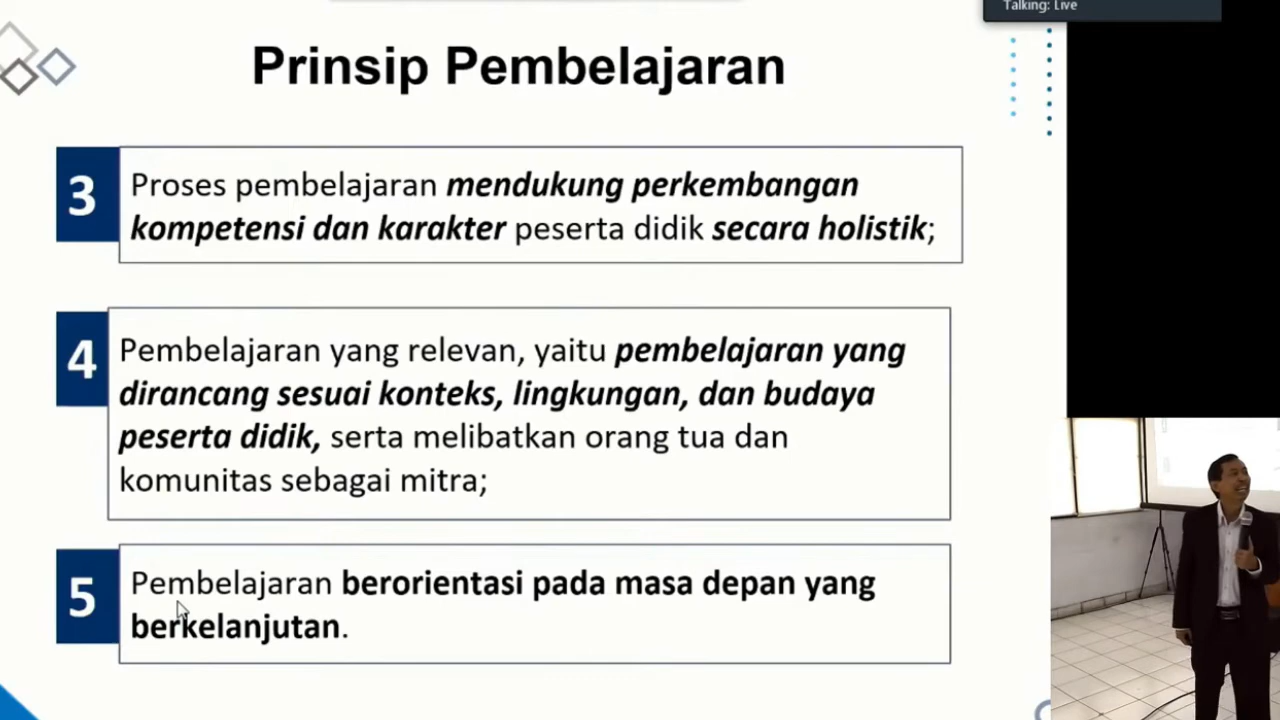 Talking: Live
Prinsip Pembelajaran
3
Proses pembelajaran mendukung perkembangan
kompetensi dan karakter peserta didik secara holistik;
4
Pembelajaran yang relevan, yaitu pembelajaran yang
dirancang sesuai konteks, lingkungan, dan budaya
peserta didik, serta melibatkan orang tua dan
komunitas sebagai mitra;
5
Pembelajaran berorientasi pada masa depan yang
berkelanjutan.